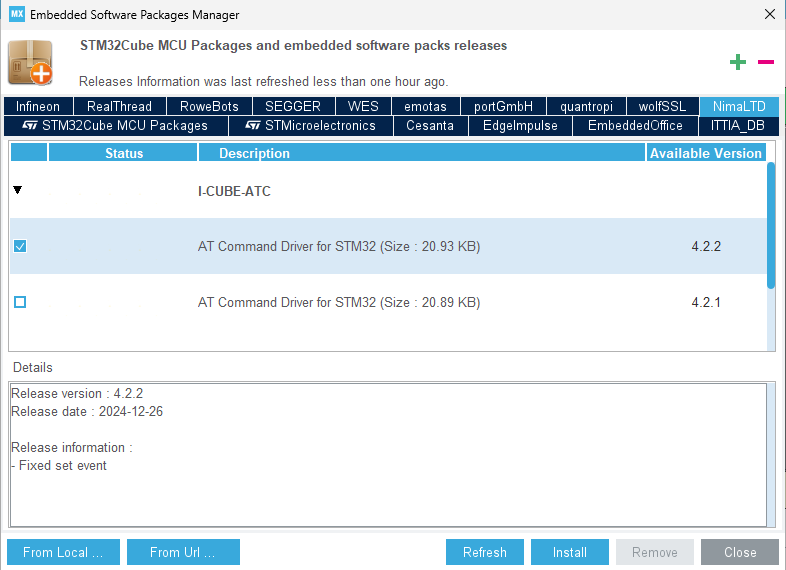 MX Embedded Software Packages Manager
STM32Cube MCU Packages and embedded software packs releases
Releases Information was last refreshed less than one hour ago.
Infineon RealThread RoweBots SEGGER WES emotas portGmbH quantropi wolfSSL NimaLTD
STM32Cube MCU Packages STMicroelectronics Cesanta EdgeImpulse EmbeddedOffice ITTIA_DB
Status Description Available Version
I-CUBE-ATC
AT Command Driver for STM32 (Size : 20.93 KB) 4.2.2
AT Command Driver for STM32 (Size : 20.89 KB) 4.2.1
Details
Release version : 4.2.2
Release date : 2024-12-26
Release information :
- Fixed set event
From Local ... From Url ... Refresh Install Remove Close